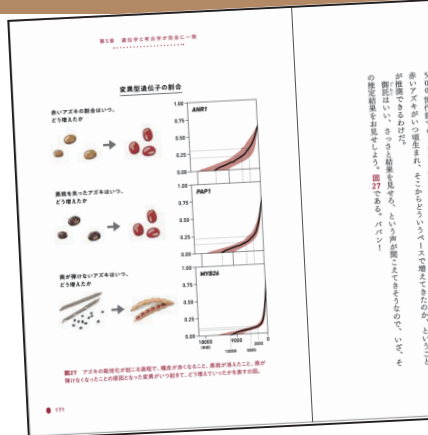 第5章　遺伝学と考古学が完全に一致
変異型遺伝子の割合
赤いアズキの割合はいつ、
どう増えたか
1.00
0.75
0.50
0.25
ANR1
黒斑を失ったアズキはいつ、
どう増えたか
1.00
0.75
0.50
0.25
PAP1
莢が弾けないアズキはいつ、
どう増えたか
1.00
0.75
0.50
0.25
MYB26
10000
5000
3000
0
図27　アズキの栽培化が起こる過程で、種皮が赤くなること、黒斑が消えたこと、莢が
弾けなくなったことの原因となった変異がいつ起きて、どう増えていったかを表すの図。
171
赤いアズキがいつ頃生まれ、そこからどういうペースで増えてきたのか、ということ
が推測できるわけだ。
御託はいい、さっさと結果を見せろ、という声が聞こえてきそうなので、いざ、そ
の推定結果をお見せしよう。図27である。ババン！